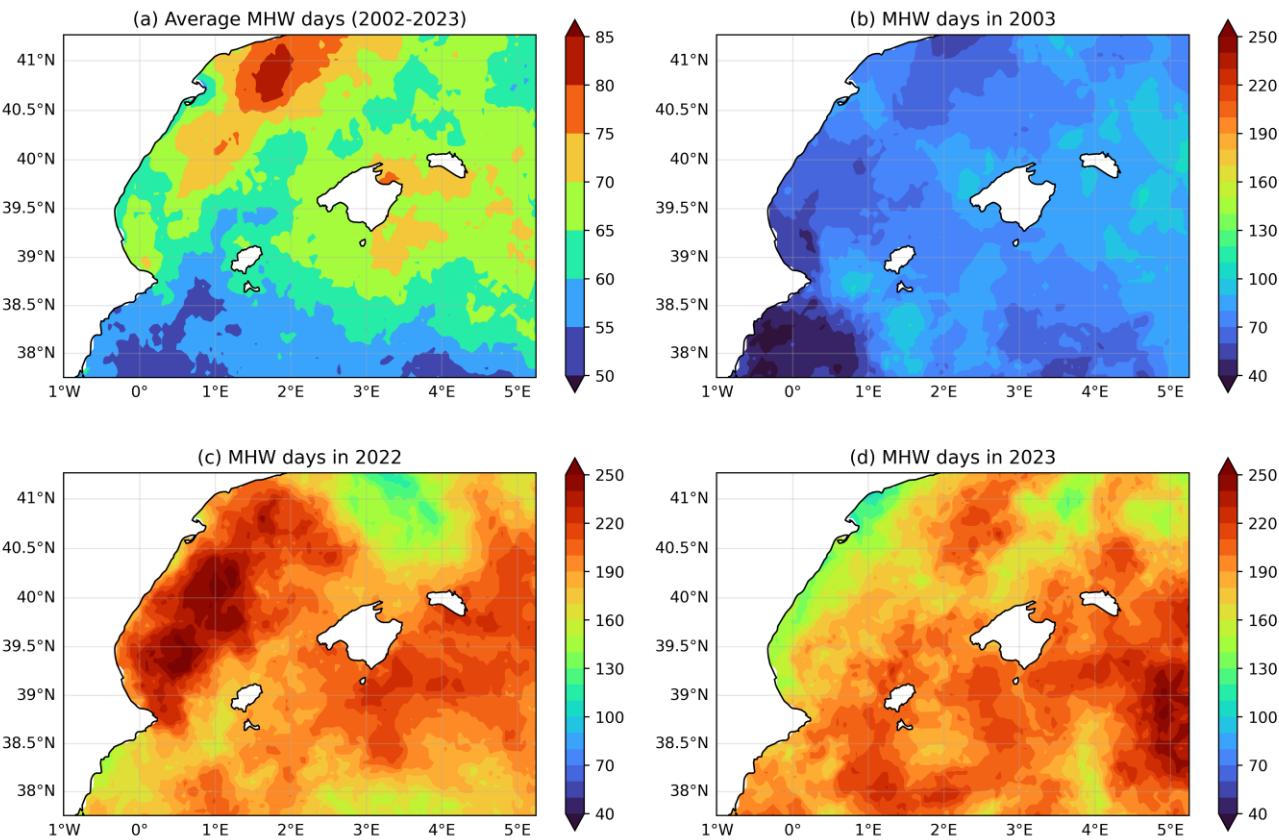 (a) Average MHW days (2002-2023)
41°N
40.5°N
40°N
39.5°N
39°N
38.5°N
38°N
1°W 0° 1°E 2°E 3°E 4°E 5°E
85
80
75
70
65
60
55
50
(b) MHW days in 2003
41°N
40.5°N
40°N
39.5°N
39°N
38.5°N
38°N
1°W 0° 1°E 2°E 3°E 4°E 5°E
250
220
190
160
130
100
70
40
(c) MHW days in 2022
41°N
40.5°N
40°N
39.5°N
39°N
38.5°N
38°N
1°W 0° 1°E 2°E 3°E 4°E 5°E
250
220
190
160
130
100
70
40
(d) MHW days in 2023
41°N
40.5°N
40°N
39.5°N
39°N
38.5°N
38°N
1°W 0° 1°E 2°E 3°E 4°E 5°E
250
220
190
160
130
100
70
40